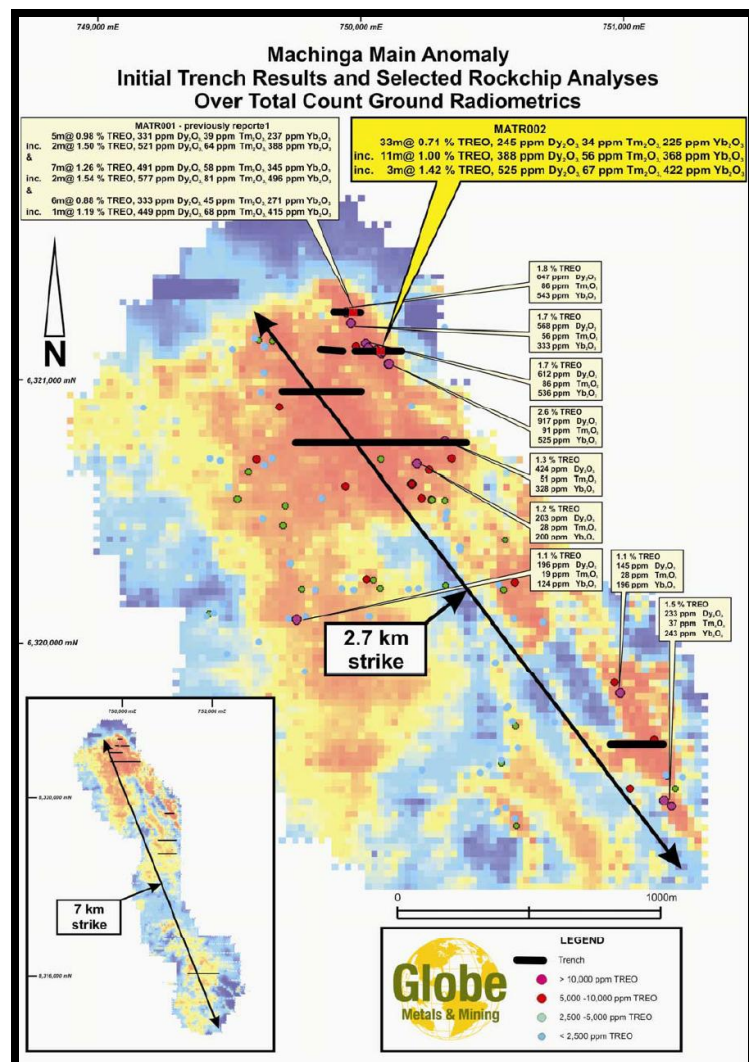 749,000 mE
750,000 mE
751,000 mE
Machinga Main Anomaly
Initial Trench Results and Selected Rockchip Analyses
Over Total Count Ground Radiometrics
MATR001 - previously reporte1
5m@ 0.98 % TREO, 331 ppm Dy₂O₃, 39 ppm Tm₂O₃ 237 ppm Yb₂O₃
inc. 2m@ 1.50 % TREO, 521 ppm Dy₂O₃, 64 ppm Tm₂O₃ 388 ppm Yb₂O₃
&
7m@ 1.26 % TREO, 491 ppm Dy₂O₃ 58 ppm Tm₂O₃ 345 ppm Yb₂O₃
inc. 2m@ 1.54 % TREO, 577 ppm Dy₂O₃, 81 ppm Tm₂O₃ 496 ppm Yb₂O₃
&
6m@ 0.88 % TREO, 333 ppm Dy₂O₃ 45 ppm Tm₂O₃ 271 ppm Yb₂O₃
inc. 1m@ 1.19 % TREO, 449 ppm Dy₂O₃, 68 ppm Tm₂O₃ 415 ppm Yb₂O₃
MATR002
33m@ 0.71 % TREO, 245 ppm Dy₂O₃ 34 ppm Tm₂O₃ 225 ppm Yb₂O₃
inc. 11m@ 1.00 % TREO, 388 ppm Dy₂O₃ 56 ppm Tm₂O₃ 368 ppm Yb₂O₃
inc. 3m@ 1.42 % TREO, 525 ppm Dy₂O₃ 67 ppm Tm₂O₃ 422 ppm Yb₂O₃
N
1.8 % TREO
647 ppm Dy₂O₃
86 ppm Tm₂O₃
543 ppm Yb₂O₃
1.7 % TREO
568 ppm Dy₂O₃
56 ppm Tm₂O₃
333 ppm Yb₂O₃
6,321,000 mN
1.7 % TREO
612 ppm Dy₂O₃
86 ppm Tm₂O₃
536 ppm Yb₂O₃
2.6 % TREO
917 ppm Dy₂O₃
91 ppm Tm₂O₃
525 ppm Yb₂O₃
1.3 % TREO
424 ppm Dy₂O₃
51 ppm Tm₂O₃
328 ppm Yb₂O₃
1.2 % TREO
203 ppm Dy₂O₃
28 ppm Tm₂O₃
200 ppm Yb₂O₃
1.1 % TREO
196 ppm Dy₂O₃
19 ppm Tm₂O₃
124 ppm Yb₂O₃
1.1 % TREO
145 ppm Dy₂O₃
28 ppm Tm₂O₃
196 ppm Yb₂O₃
1.5 % TREO
233 ppm Dy₂O₃
37 ppm Tm₂O₃
243 ppm Yb₂O₃
6,320,000 mN
2.7 km
strike
7 km
strike
0
1000m
Globe
Metals & Mining
LEGEND
Trench
> 10,000 ppm TREO
5,000 -10,000 ppm TREO
2,500 -5,000 ppm TREO
< 2,500 ppm TREO